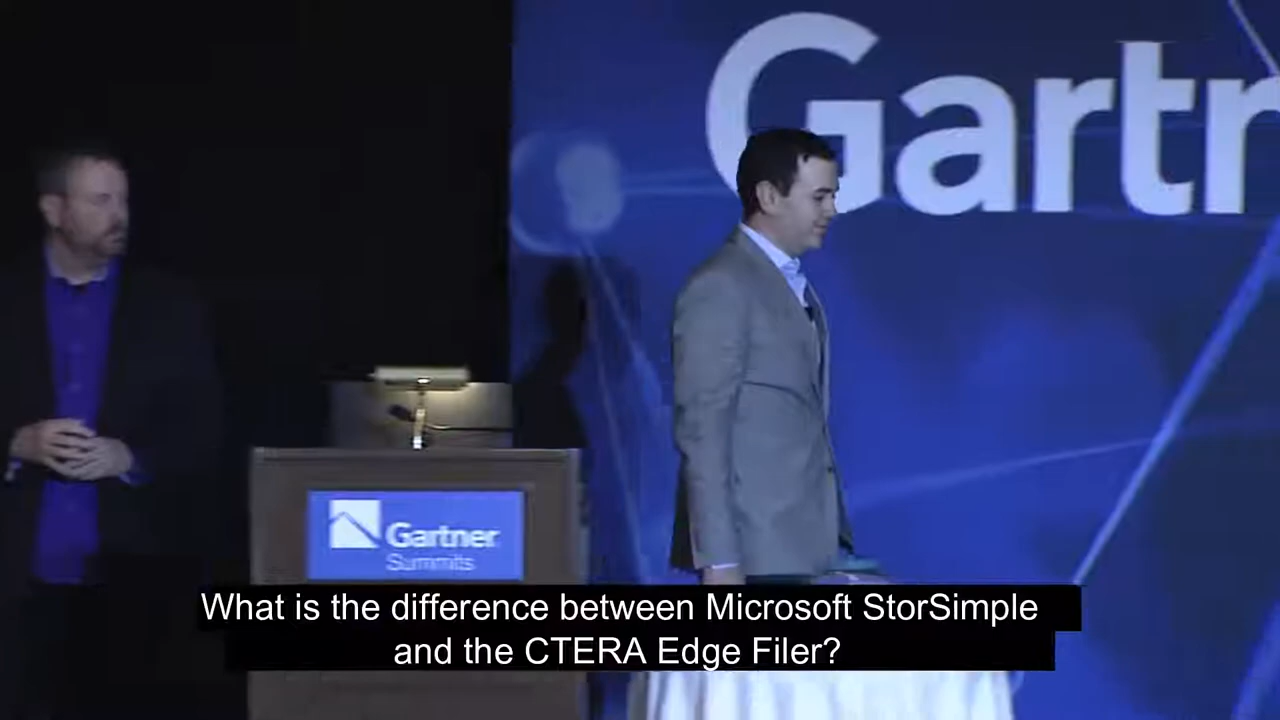 Gartr
Gartner
Summits
What is the difference between Microsoft StorSimple
and the CTERA Edge Filer?